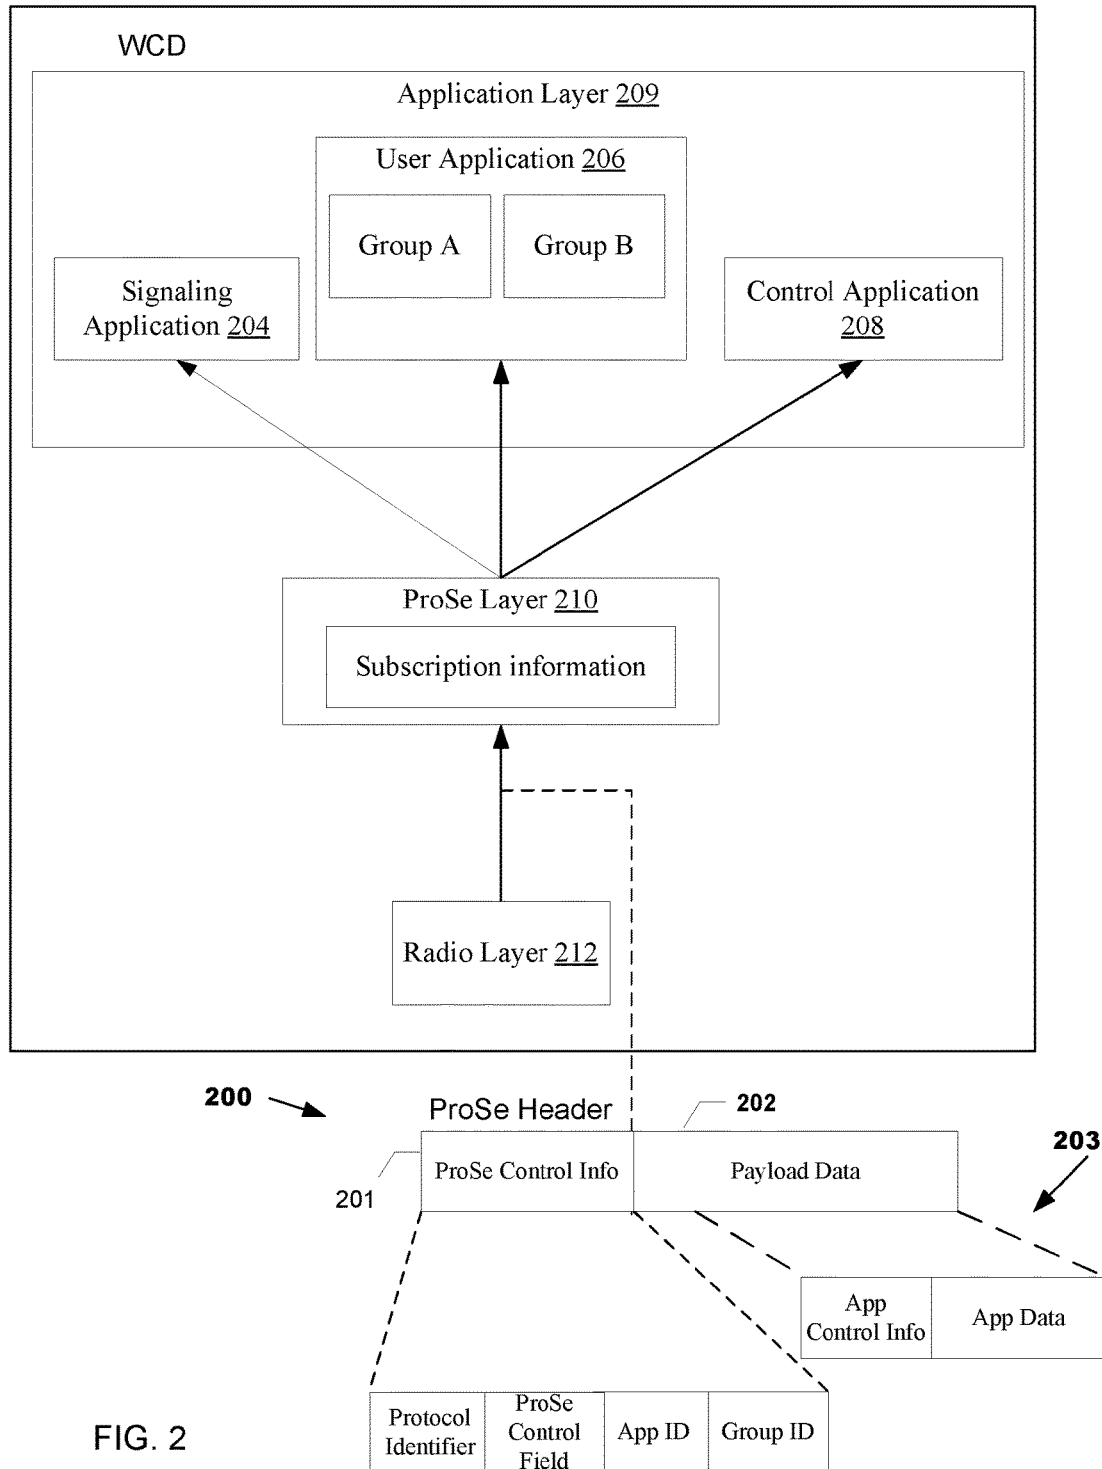 WCD
Application Layer 209
User Application 206
Group A
Group B
Signaling
Application 204
Control Application
208
ProSe Layer 210
Subscription information
Radio Layer 212
200
ProSe Header
202
203
201
ProSe Control Info
Payload Data
App
Control Info
App Data
Protocol
Identifier
ProSe
Control
Field
App ID
Group ID
FIG. 2